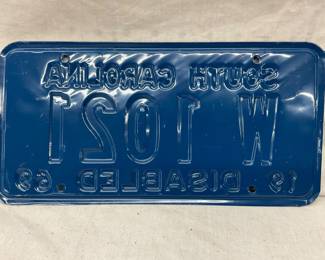 SOUTH CAROLINA
W 1021
19 DISABLED 68